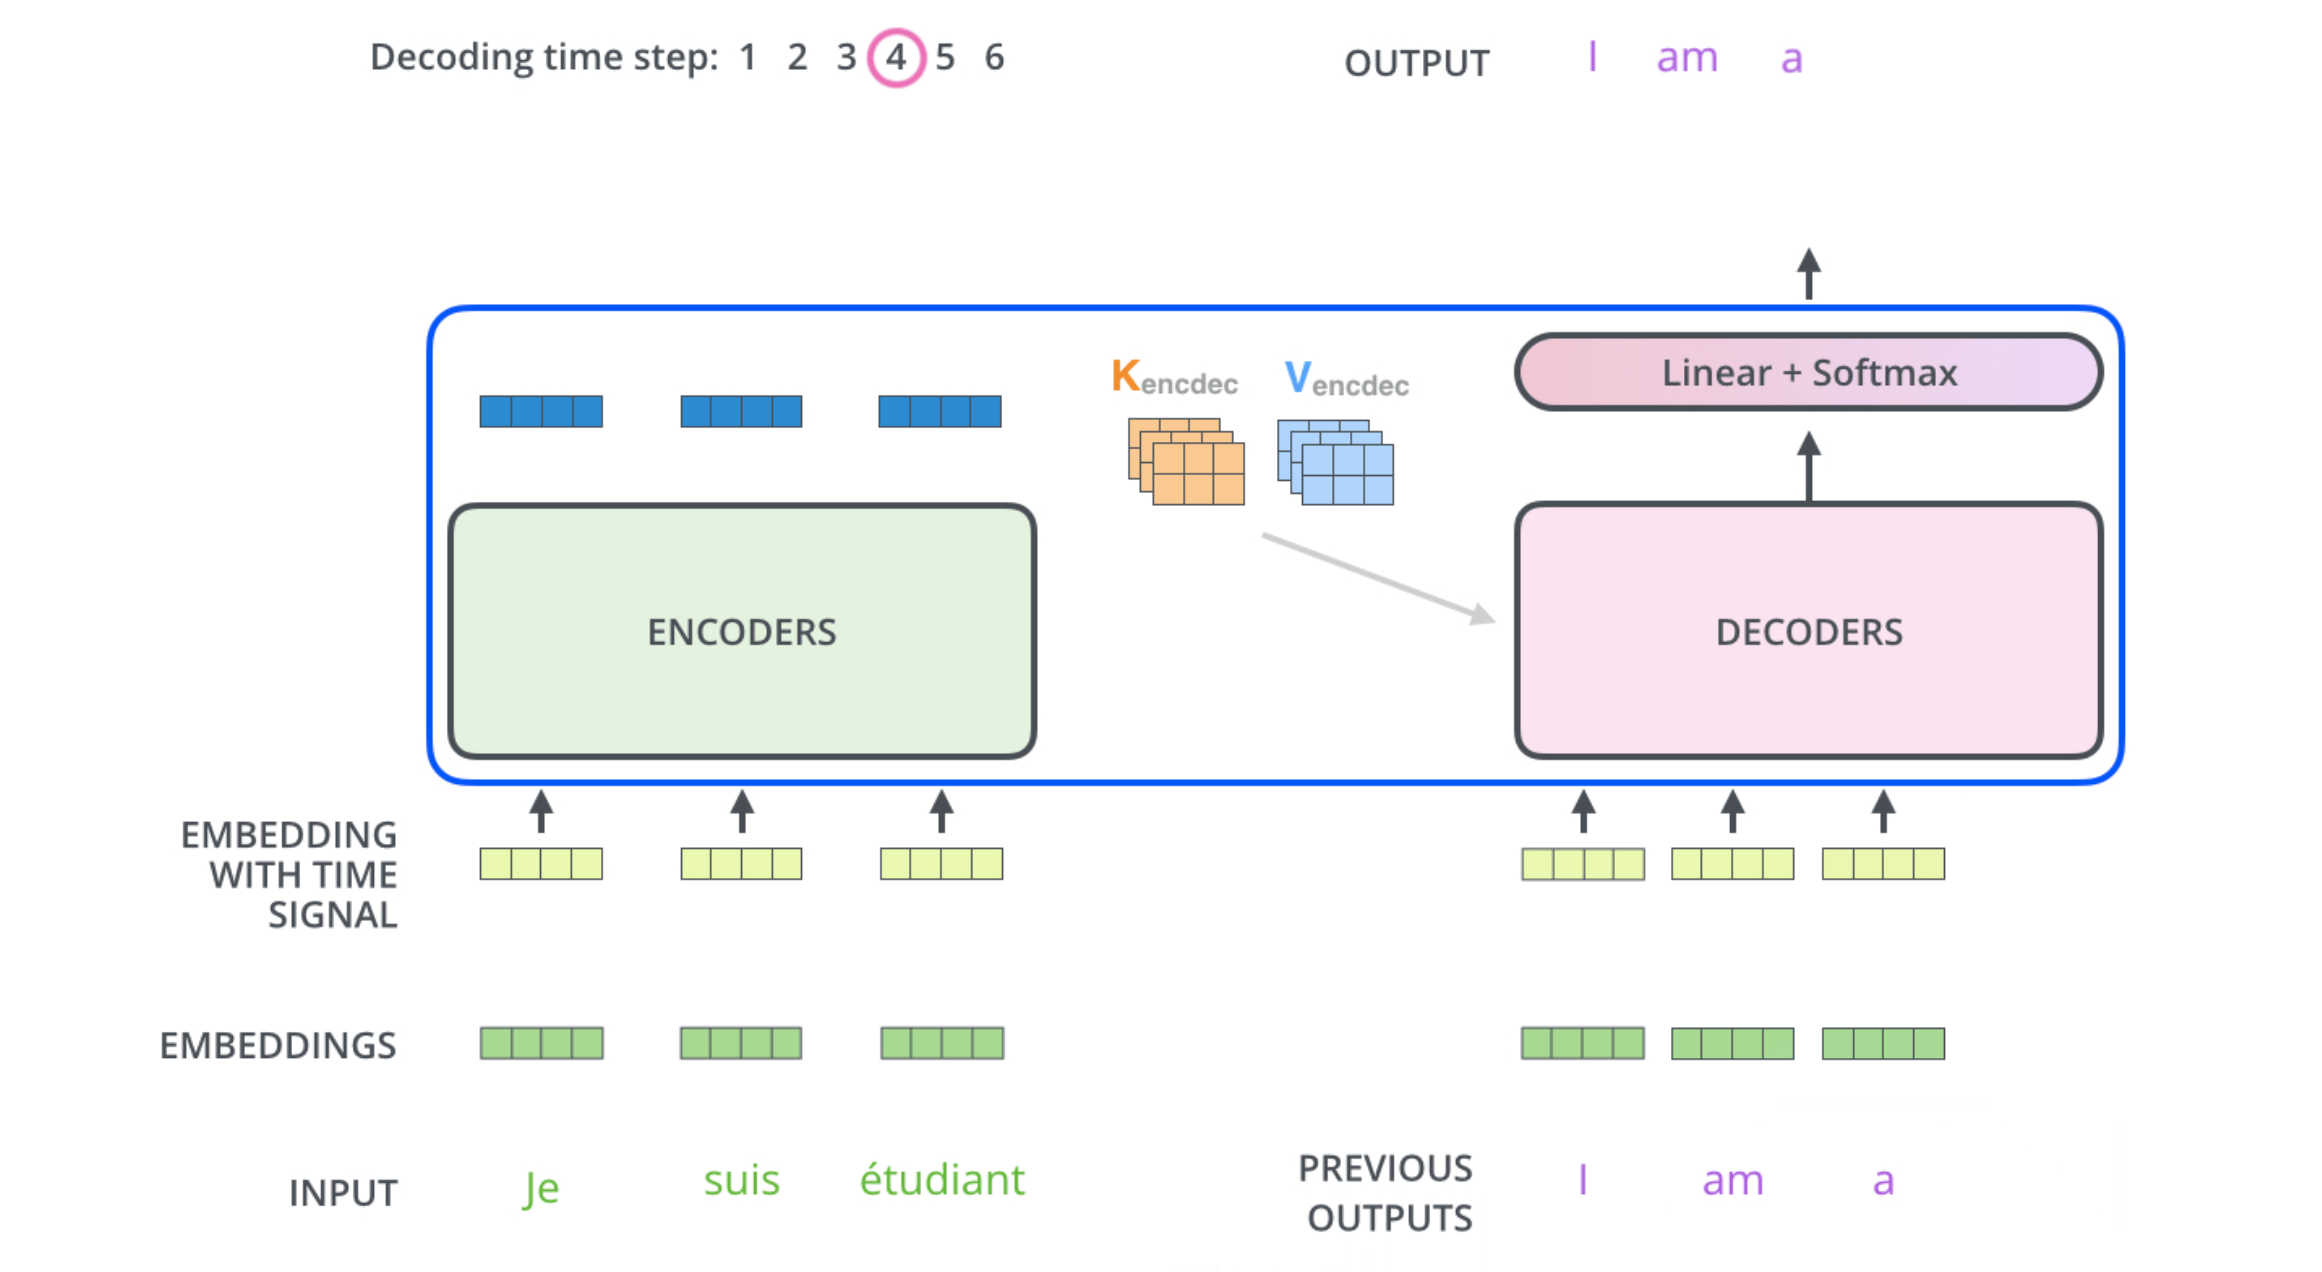 Decoding time step: 1 2 3 4 5 6
OUTPUT I am a
Kencdec Vencdec
Linear + Softmax
ENCODERS
DECODERS
EMBEDDING
WITH TIME
SIGNAL
EMBEDDINGS
INPUT Je suis étudiant
PREVIOUS
OUTPUTS
I am a